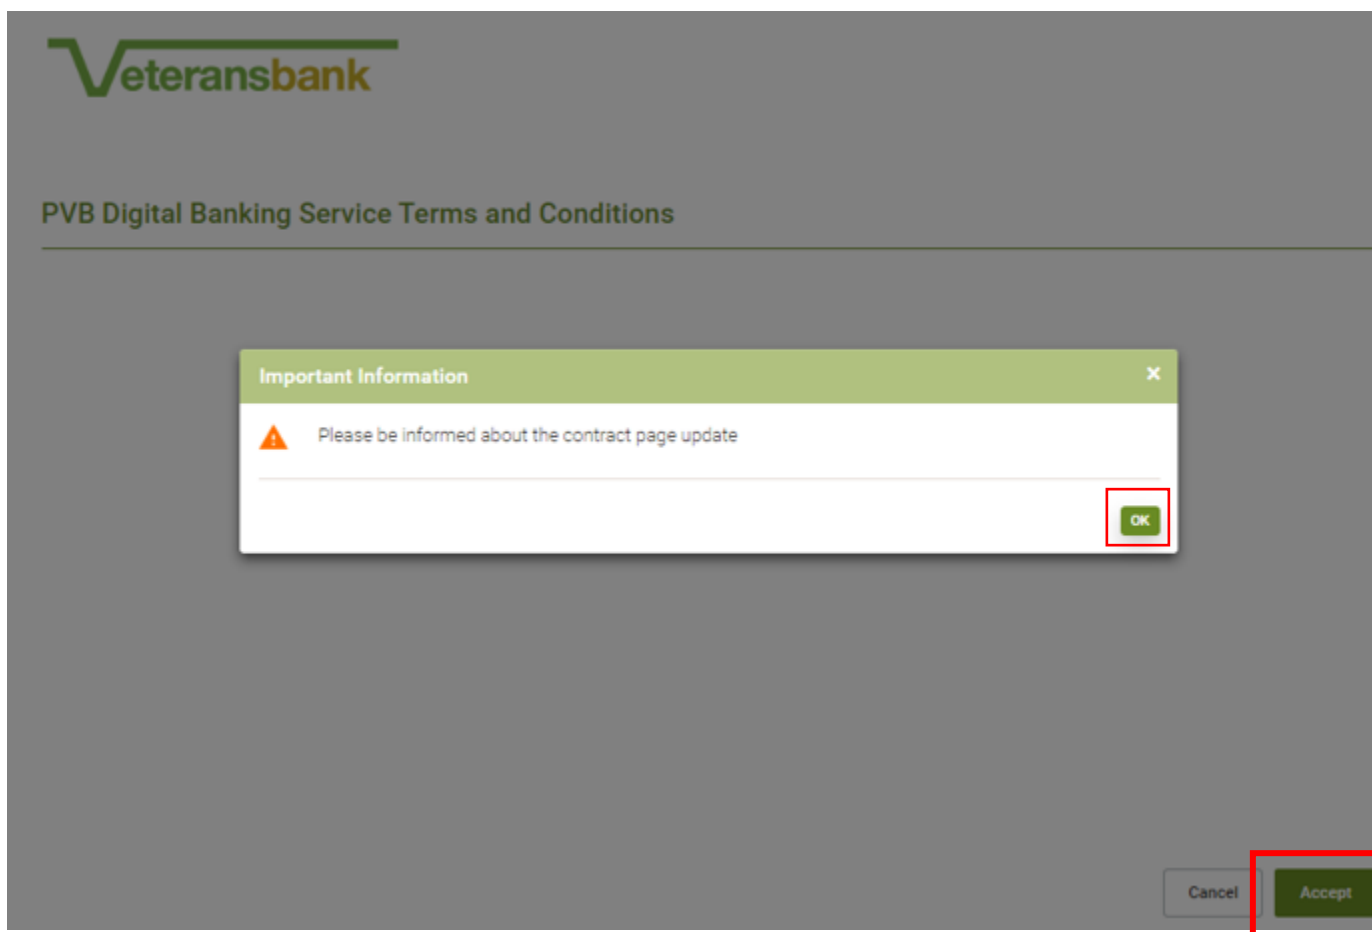 Veteransbank
PVB Digital Banking Service Terms and Conditions
Important Information ×
Please be informed about the contract page update
OK
Cancel Accept